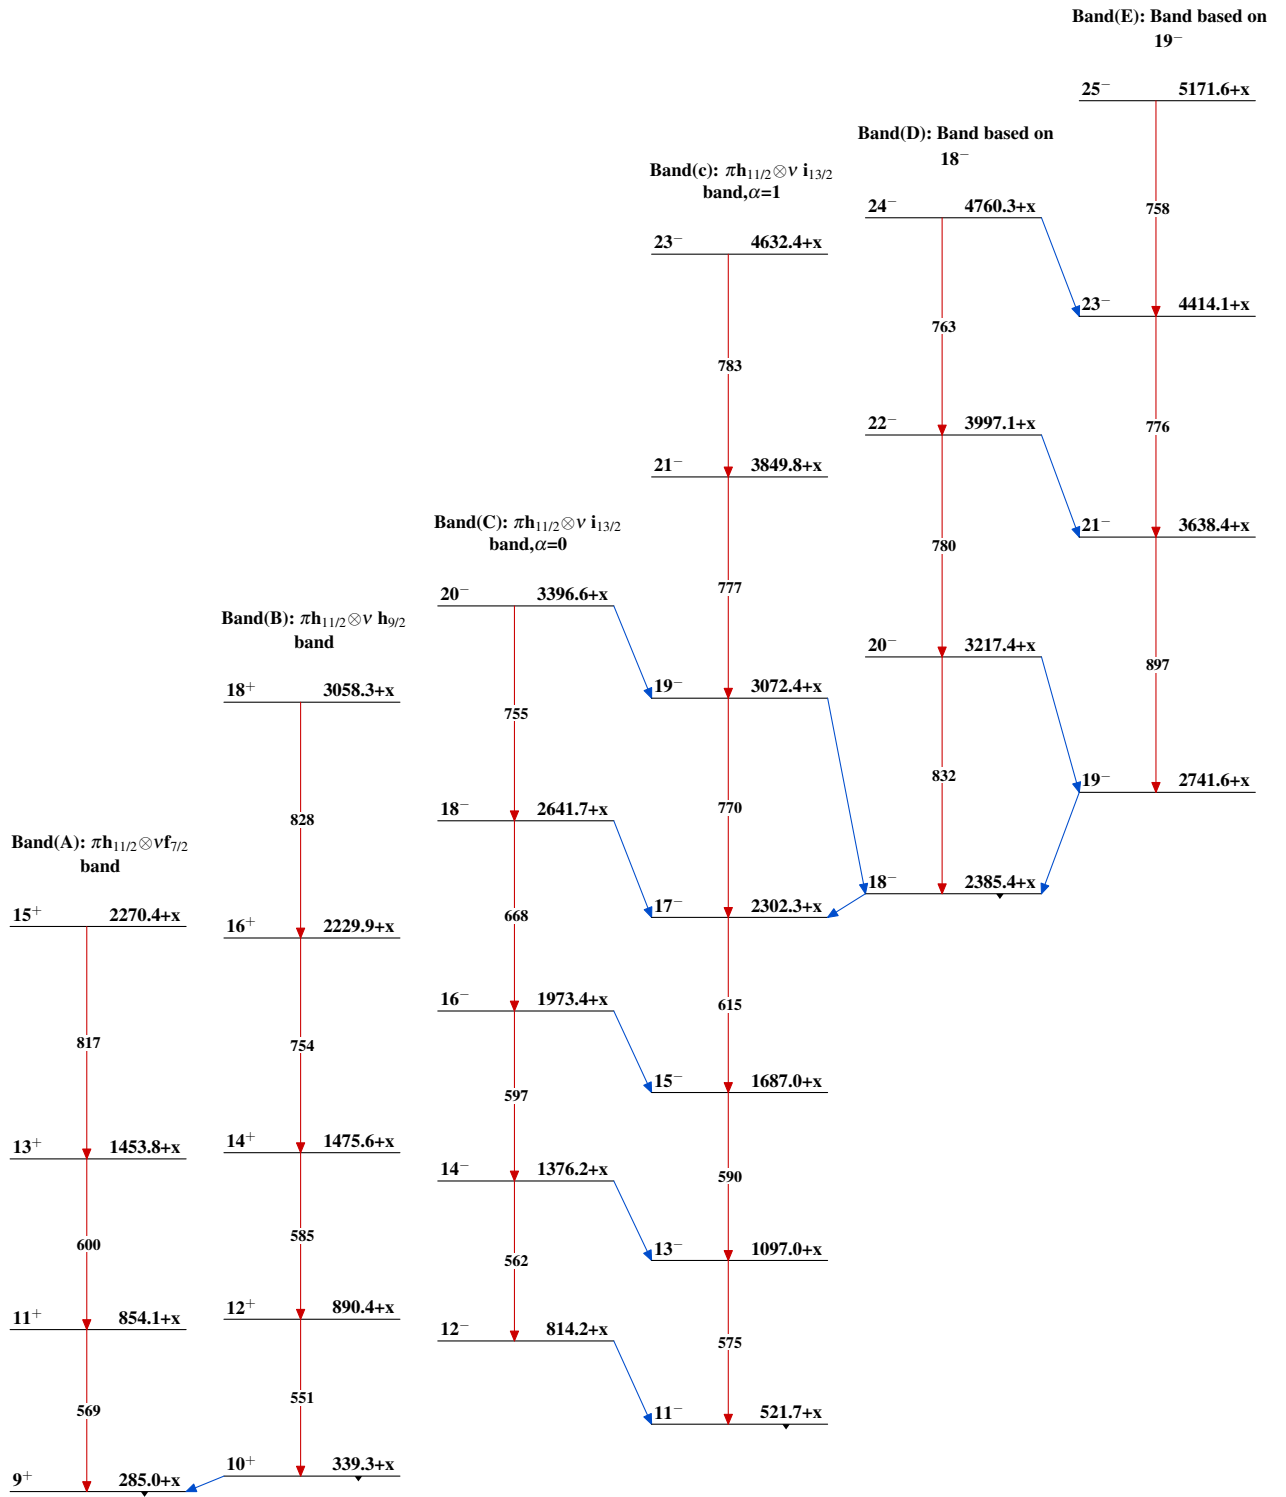 Band(A): πh₁₁/₂⊗νf₇/₂
band
15⁺ 2270.4+x
817
13⁺ 1453.8+x
600
11⁺ 854.1+x
569
9⁺ 285.0+x
Band(B): πh₁₁/₂⊗ν h₉/₂
band
18⁺ 3058.3+x
828
16⁺ 2229.9+x
754
14⁺ 1475.6+x
585
12⁺ 890.4+x
551
10⁺ 339.3+x
Band(C): πh₁₁/₂⊗ν i₁₃/₂
band,α=0
20⁻ 3396.6+x
755
18⁻ 2641.7+x
668
16⁻ 1973.4+x
597
14⁻ 1376.2+x
562
12⁻ 814.2+x
Band(c): πh₁₁/₂⊗ν i₁₃/₂
band,α=1
23⁻ 4632.4+x
783
21⁻ 3849.8+x
777
19⁻ 3072.4+x
770
17⁻ 2302.3+x
615
15⁻ 1687.0+x
590
13⁻ 1097.0+x
575
11⁻ 521.7+x
Band(D): Band based on
18⁻
24⁻ 4760.3+x
763
22⁻ 3997.1+x
780
20⁻ 3217.4+x
832
18⁻ 2385.4+x
Band(E): Band based on
19⁻
25⁻ 5171.6+x
758
23⁻ 4414.1+x
776
21⁻ 3638.4+x
897
19⁻ 2741.6+x